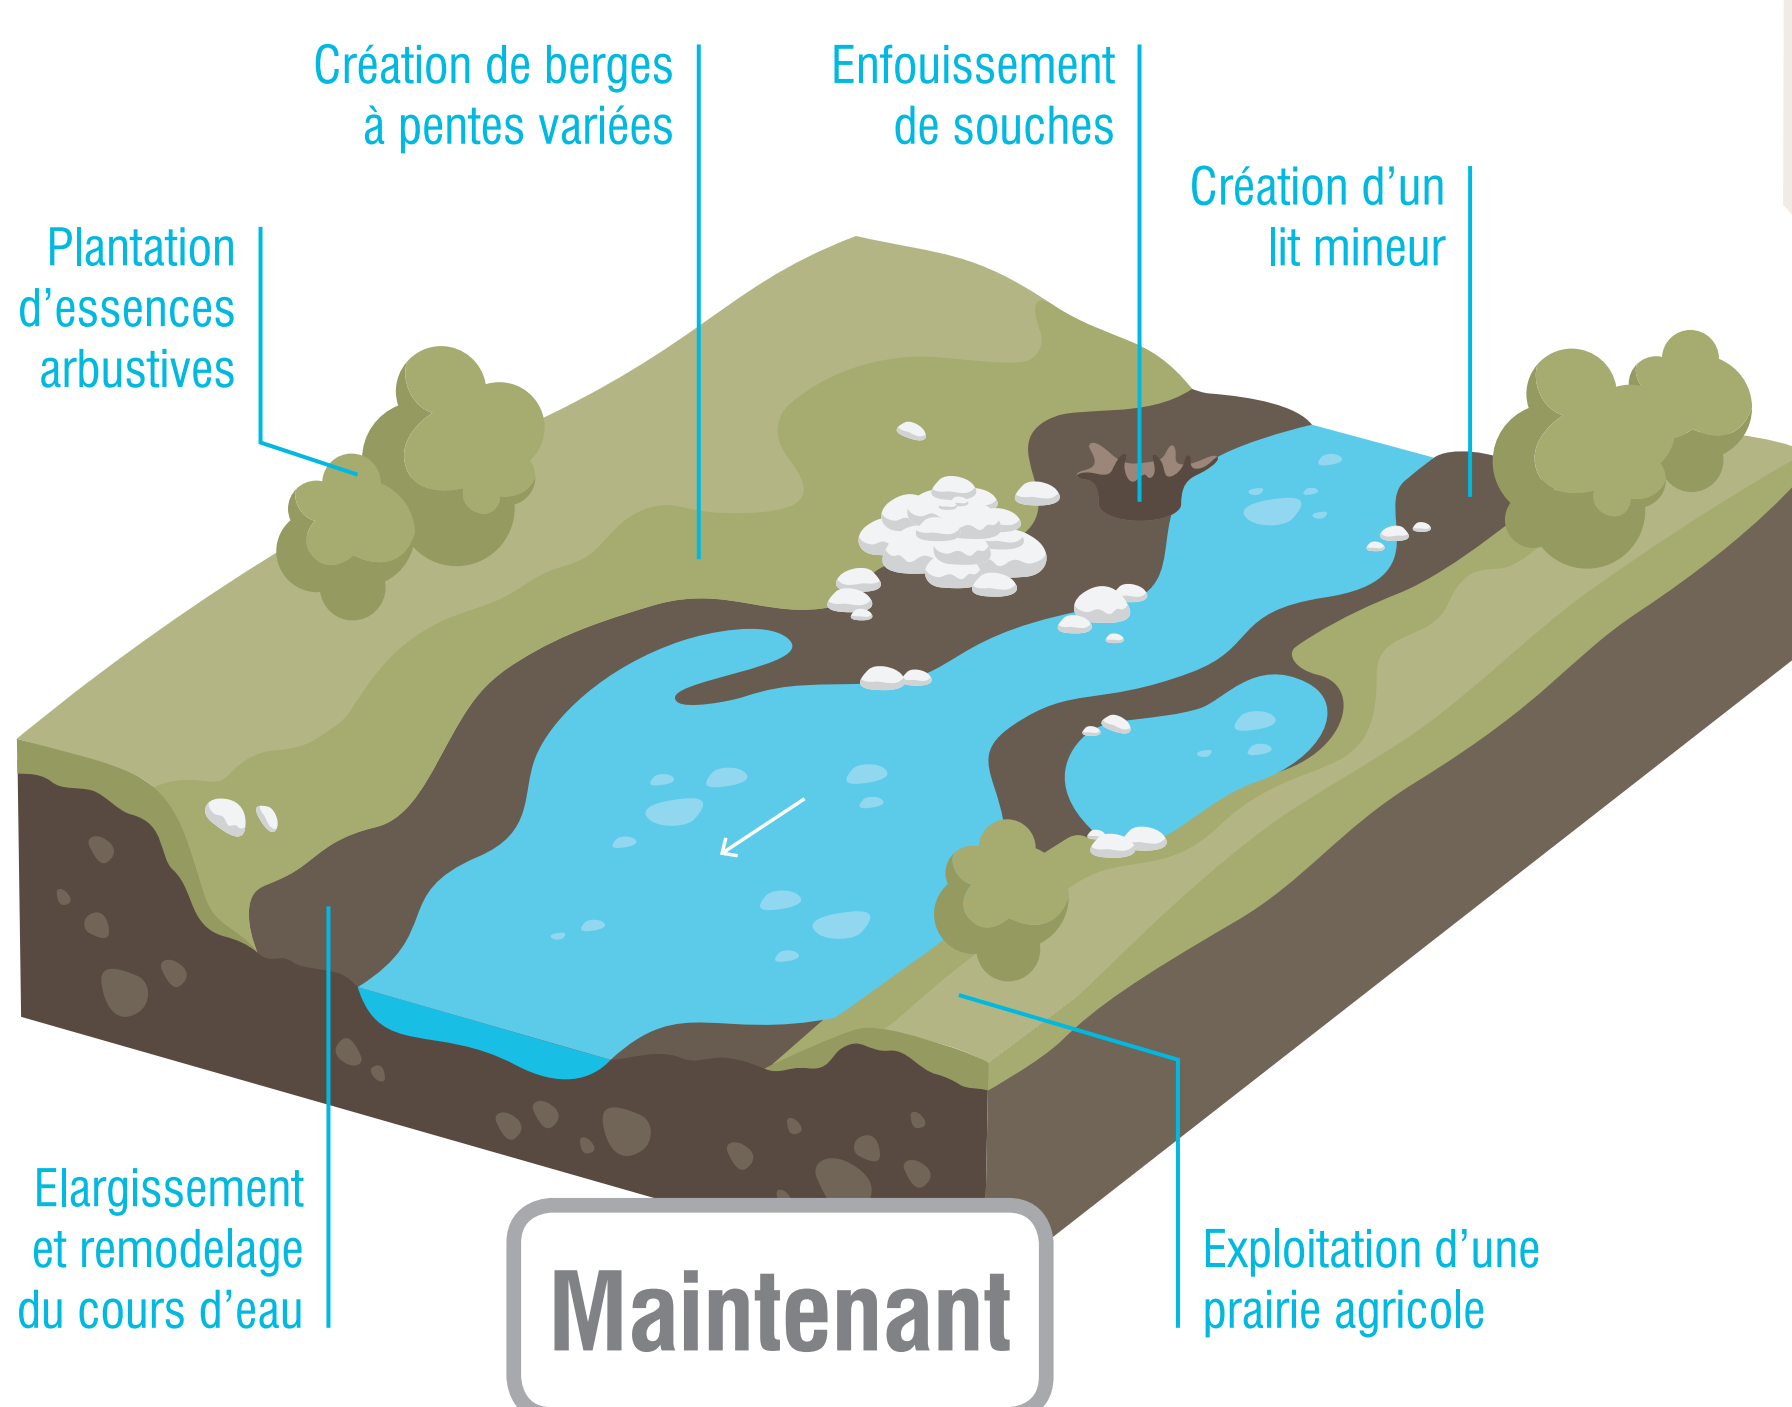 Création de berges
à pentes variées
Enfouissement
de souches
Création d’un
lit mineur
Plantation
d’essences
arbustives
Elargissement
et remodelage
du cours d’eau
Exploitation d’une
prairie agricole
Maintenant